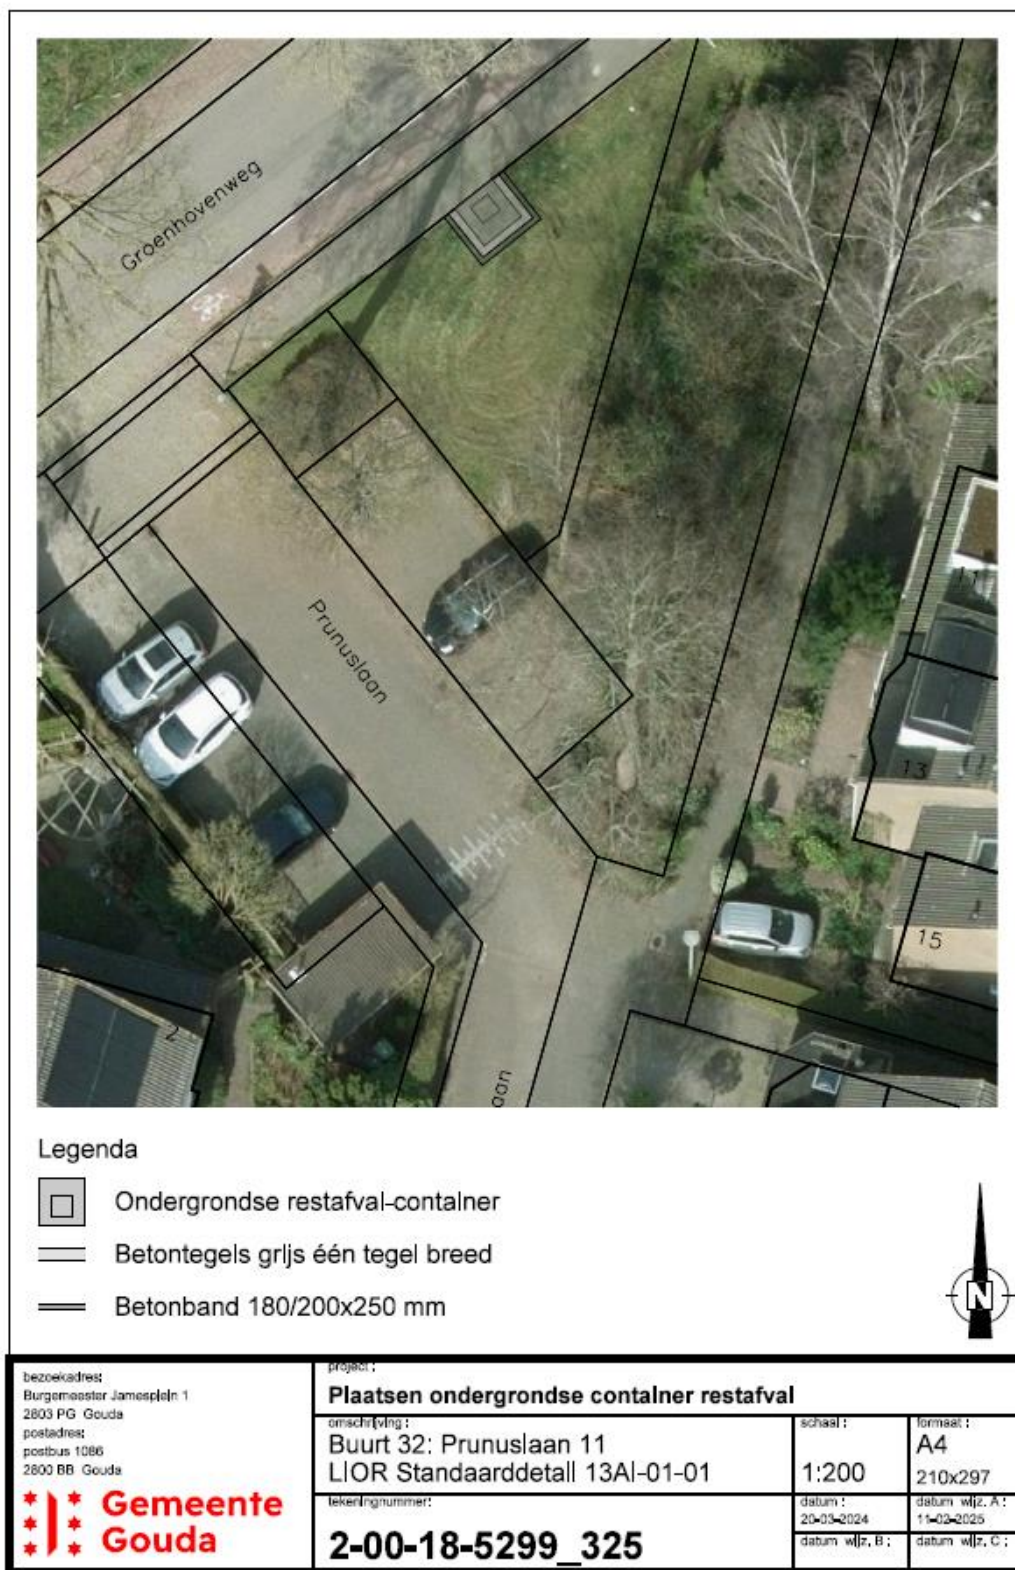 Groenhovenweg
Prunuslaan
11
13
15
2
aan
Legenda
Ondergrondse restafval-container
Betontegels grijs één tegel breed
Betonband 180/200x250 mm
N
bezoekadres:
Burgemeester Jamesplein 1
2803 PG Gouda
postadres:
postbus 1086
2800 BB Gouda
Gemeente
Gouda
project :
Plaatsen ondergrondse container restafval
omschrijving :
Buurt 32: Prunuslaan 11
LIOR Standaarddetail 13AI-01-01
schaal :
1:200
formaat :
A4
210x297
tekeningnummer:
2-00-18-5299_325
datum :
20-03-2024
datum wijz. A :
11-02-2025
datum wijz. B :
datum wijz. C :